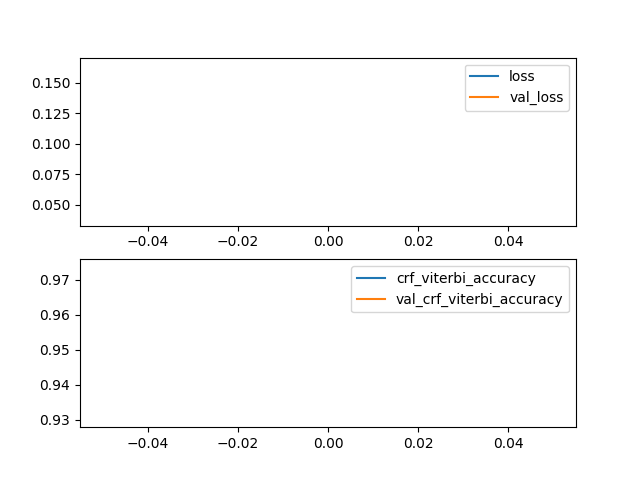 0.150
0.125
0.100
0.075
0.050
loss
val_loss
−0.04 −0.02 0.00 0.02 0.04
0.97
0.96
0.95
0.94
0.93
crf_viterbi_accuracy
val_crf_viterbi_accuracy
−0.04 −0.02 0.00 0.02 0.04